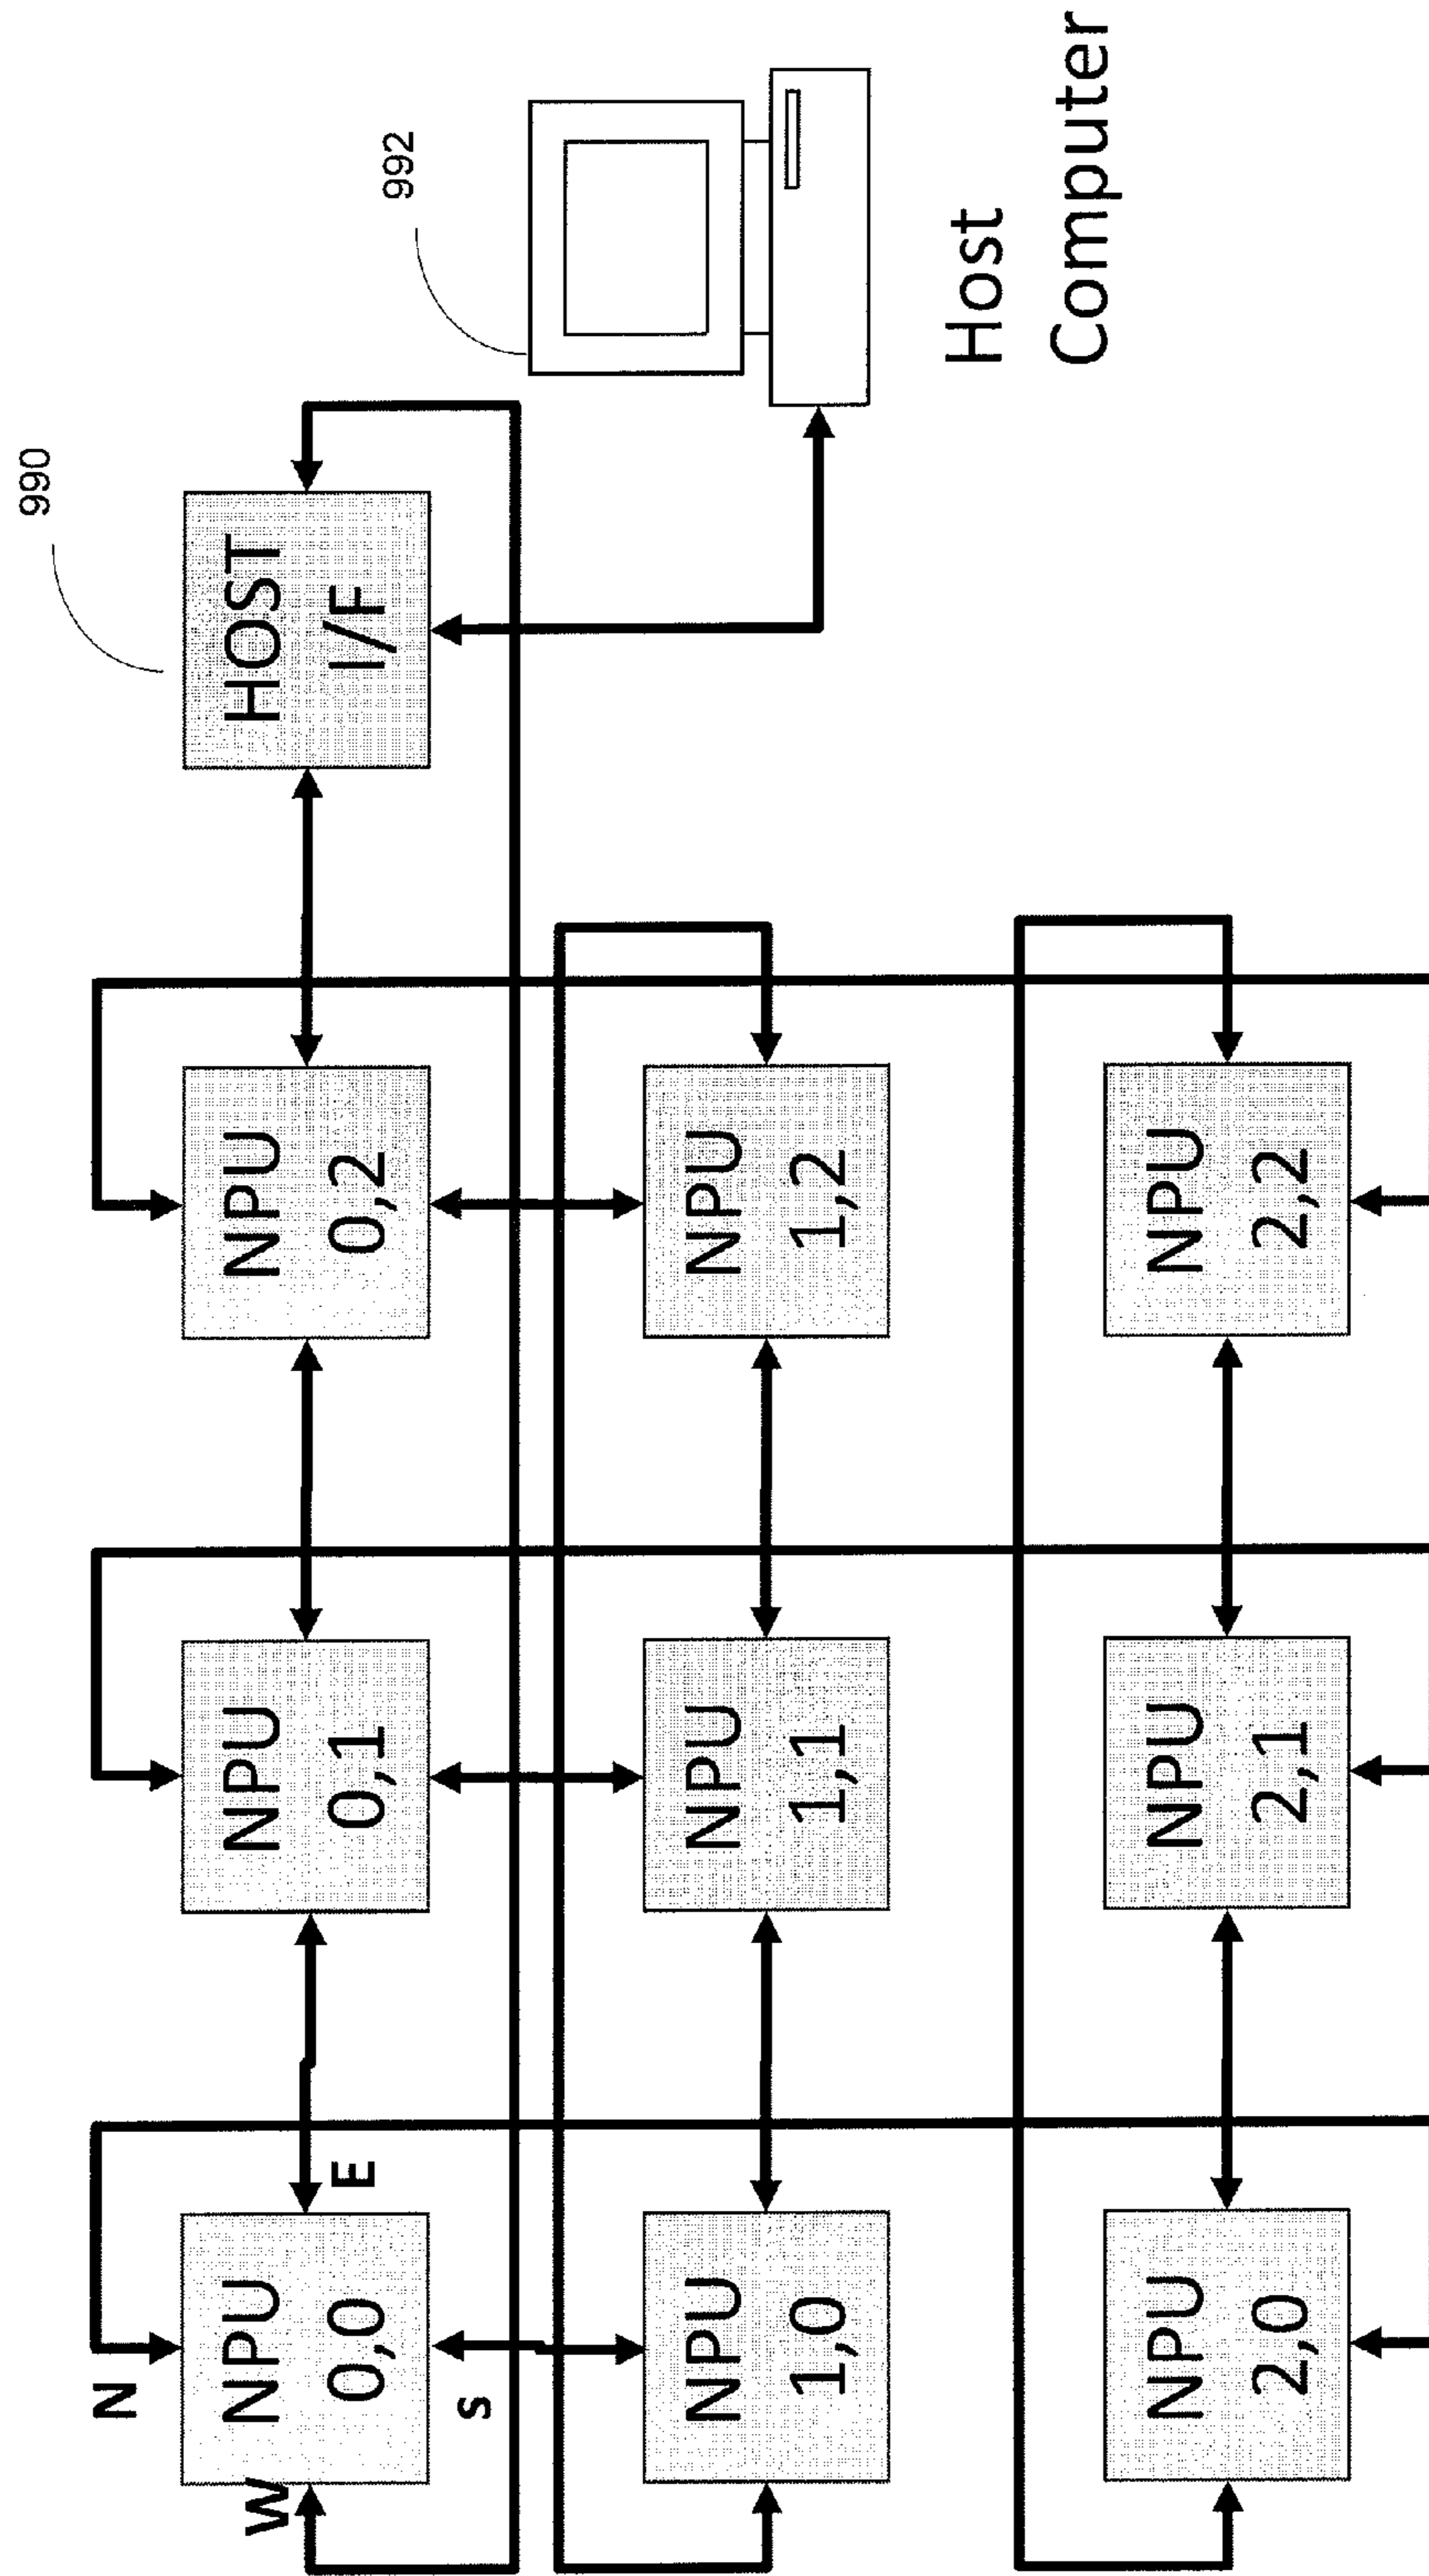 990
992
N
W
NPU
0,0
E
S
NPU
0,1
NPU
0,2
HOST
I/F
NPU
1,0
NPU
1,1
NPU
1,2
Host
Computer
NPU
2,0
NPU
2,1
NPU
2,2